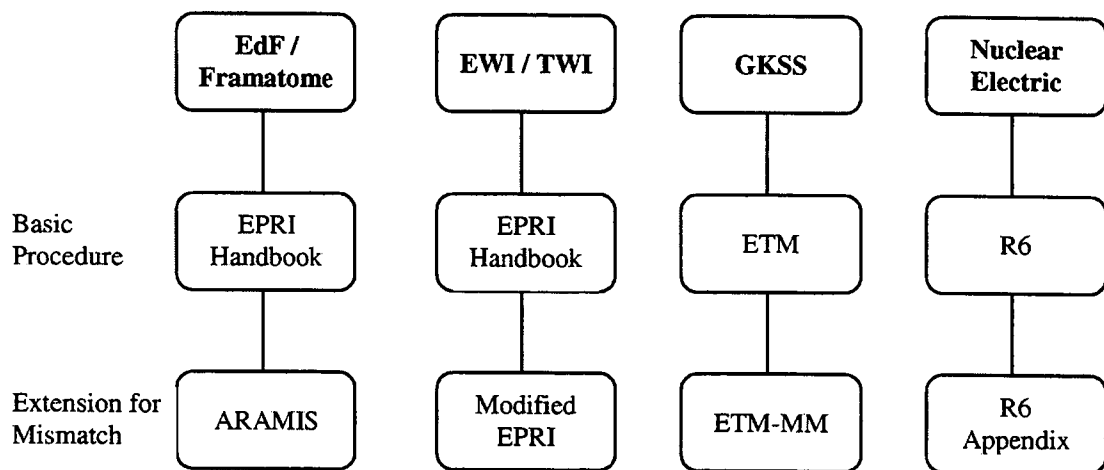 EdF /
Framatome
EWI / TWI
GKSS
Nuclear
Electric
Basic
Procedure
EPRI
Handbook
EPRI
Handbook
ETM
R6
Extension for
Mismatch
ARAMIS
Modified
EPRI
ETM-MM
R6
Appendix